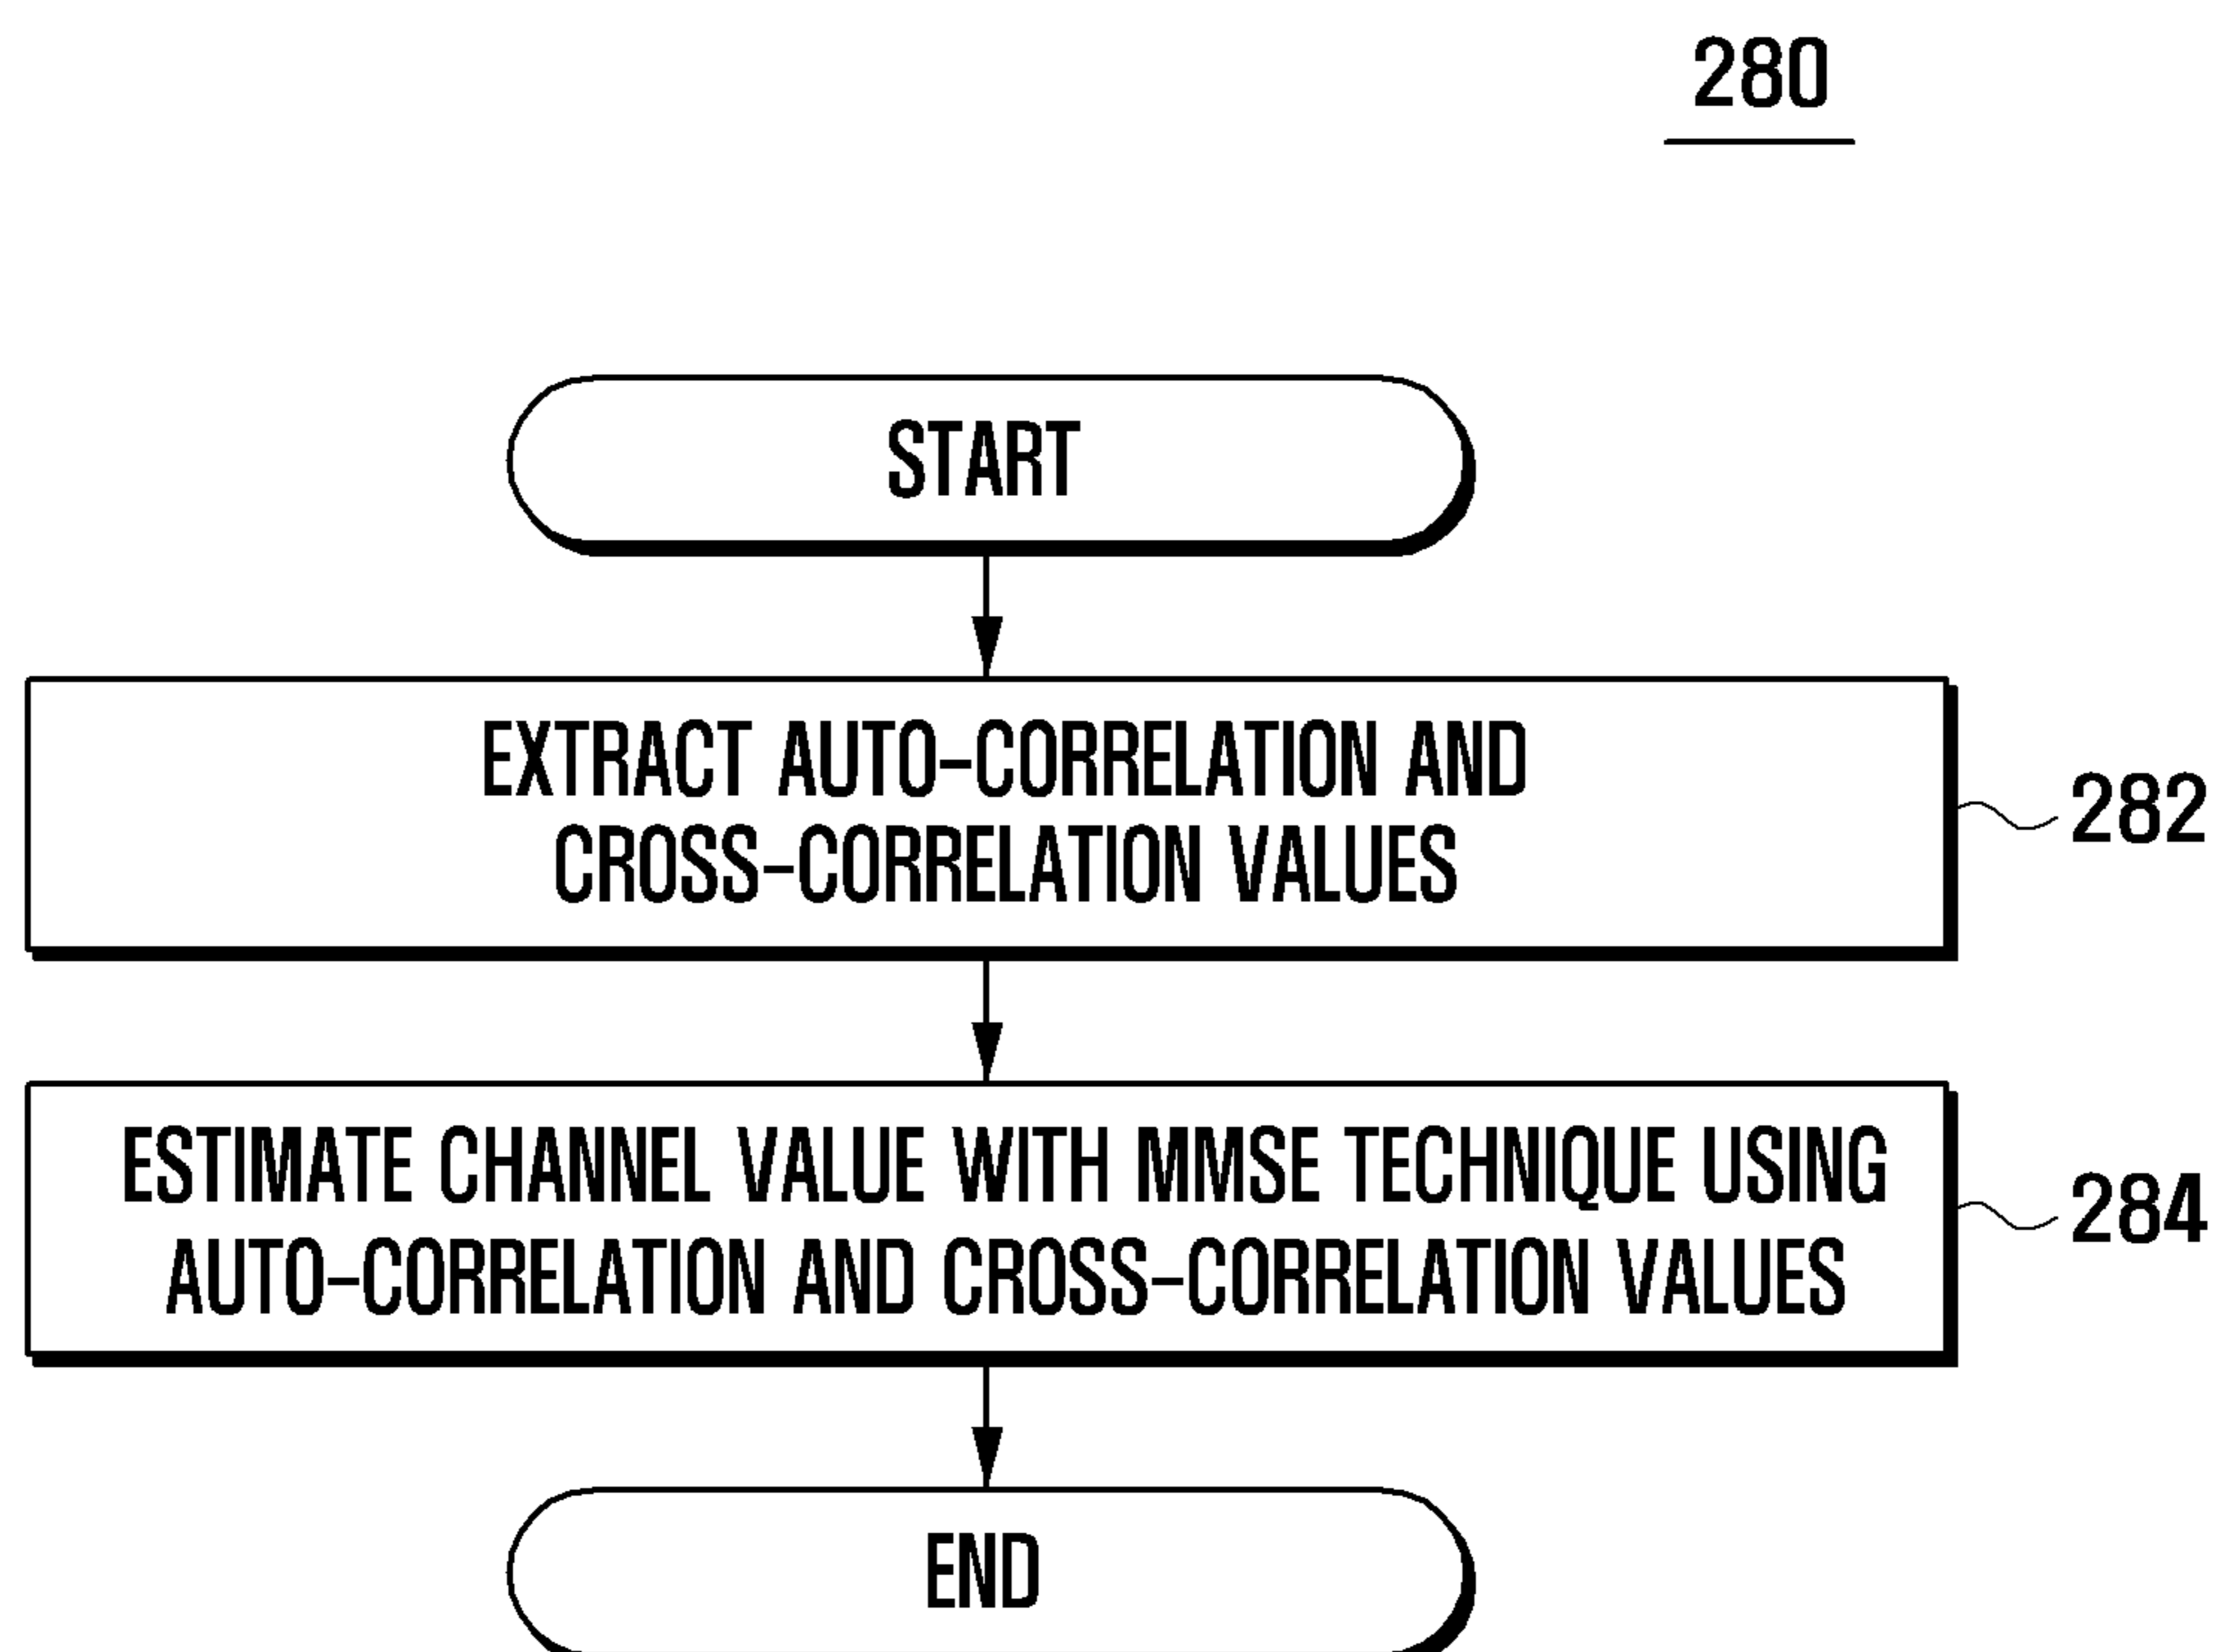 280
START
EXTRACT AUTO-CORRELATION AND
CROSS-CORRELATION VALUES
282
ESTIMATE CHANNEL VALUE WITH MMSE TECHNIQUE USING
AUTO-CORRELATION AND CROSS-CORRELATION VALUES
284
END